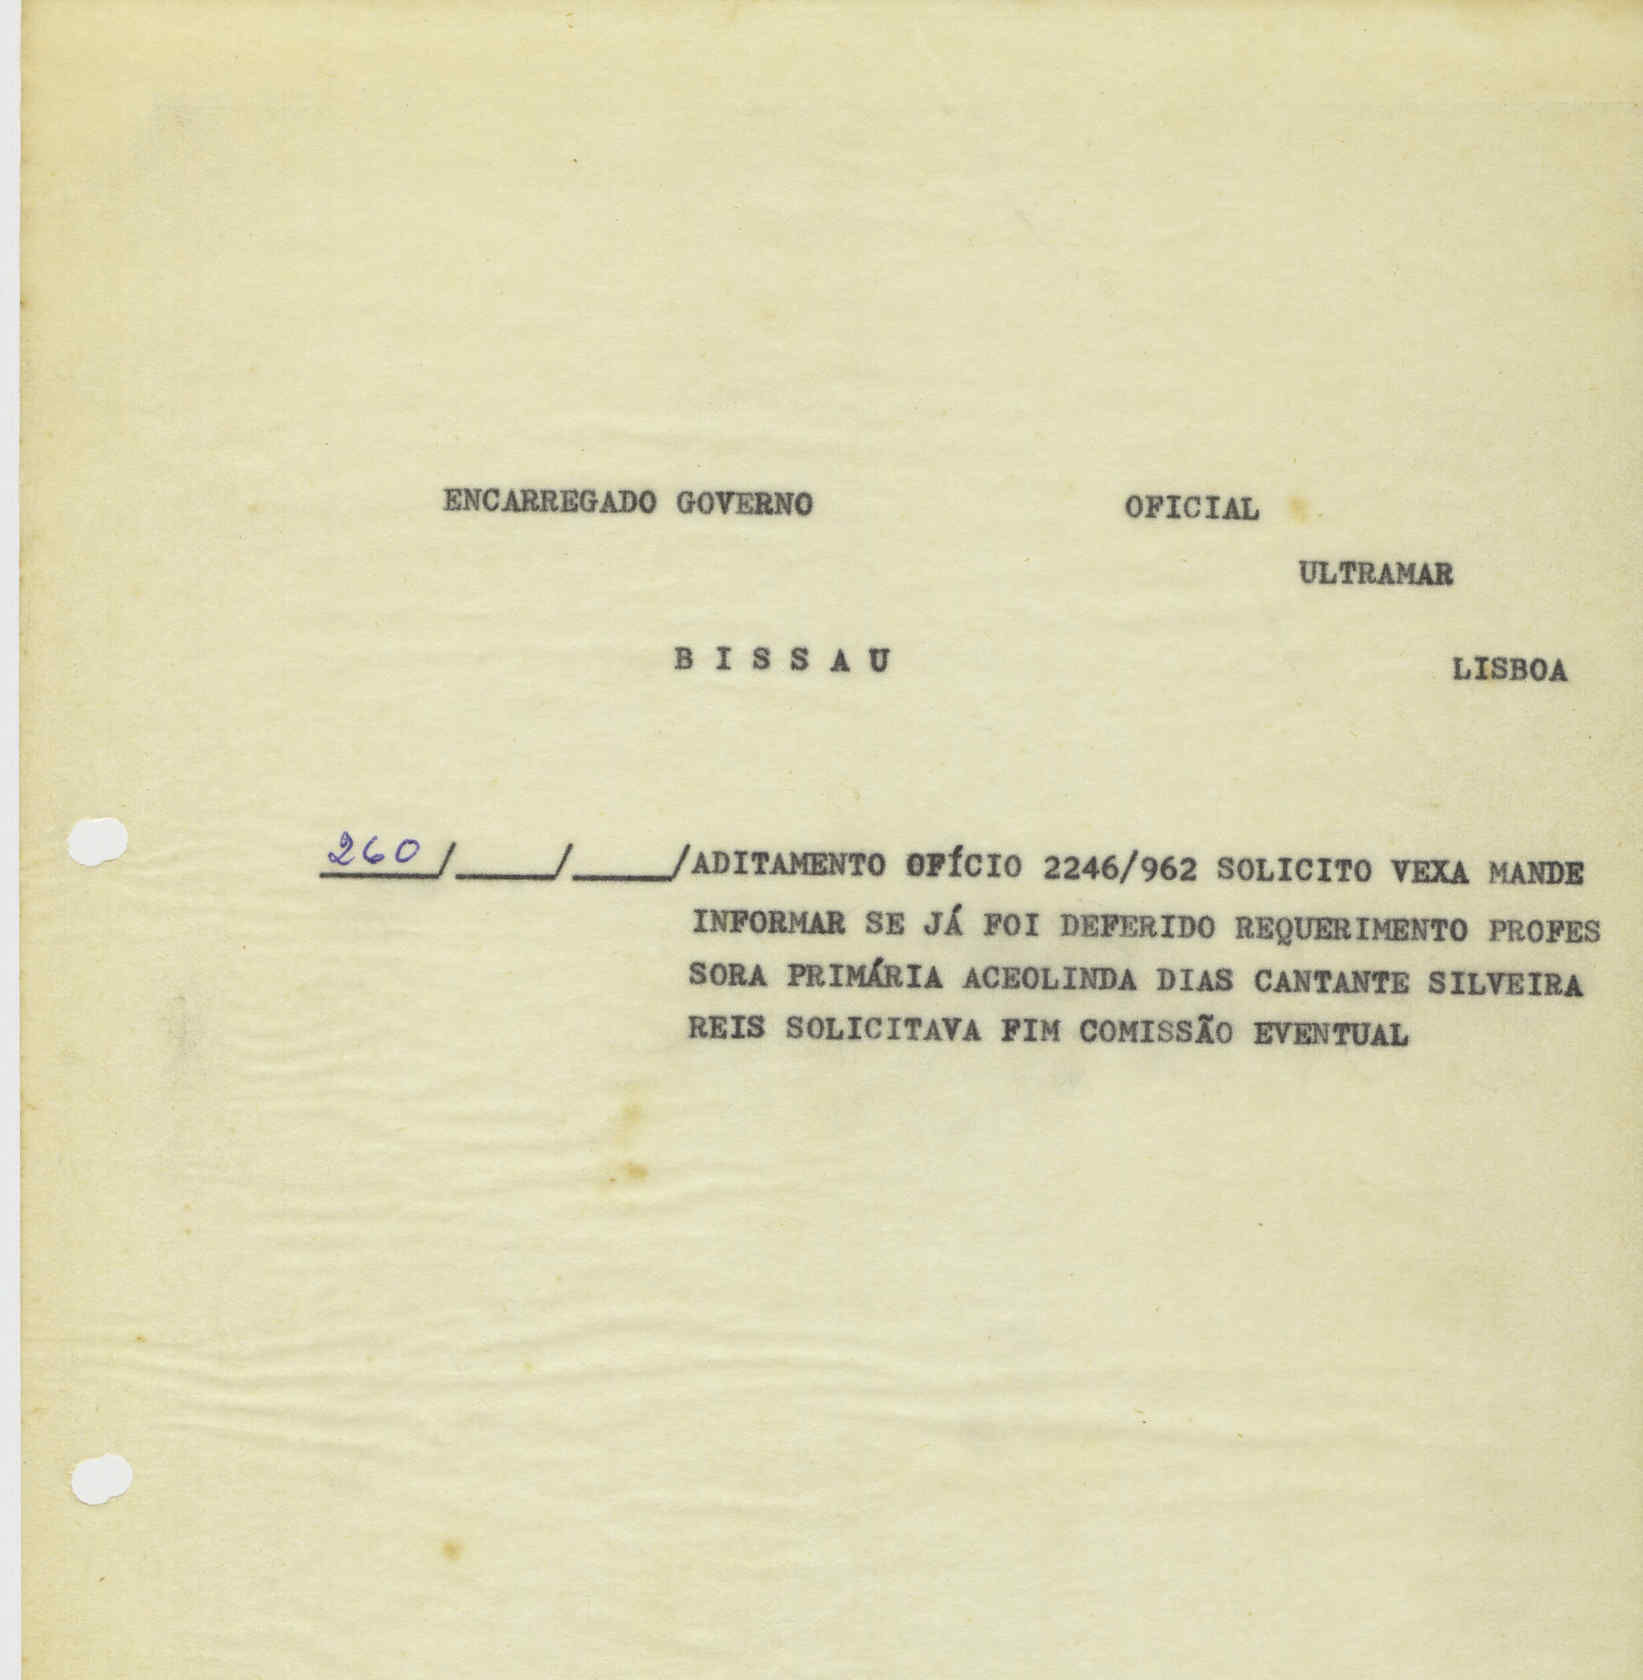 ENCARREGADO GOVERNO OFICIAL
ULTRAMAR
B I S S A U LISBOA
260/____/____/ADITAMENTO OFÍCIO 2246/962 SOLICITO VEXA MANDE
INFORMAR SE JÁ FOI DEFERIDO REQUERIMENTO PROFES
SORA PRIMÁRIA ACEOLINDA DIAS CANTANTE SILVEIRA
REIS SOLICITAVA FIM COMISSÃO EVENTUAL